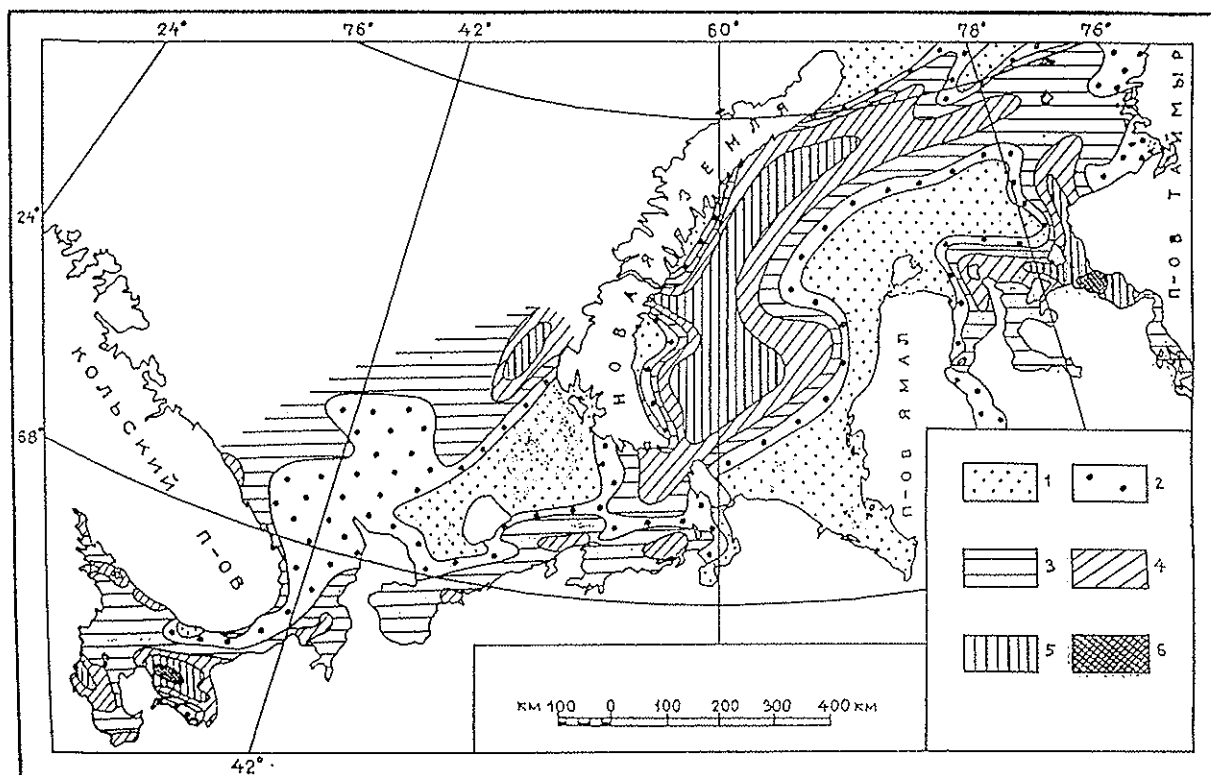 24° 76° 42° 60° 78° 76°
24°
68°
42°
КОЛЬСКИЙ П-ОВ
НОВАЯ ЗЕМЛЯ
П-ОВ ЯМАЛ
П-ОВ ТАЙМЫР
1 2
3 4
5 6
КМ 100 0 100 200 300 400 КМ